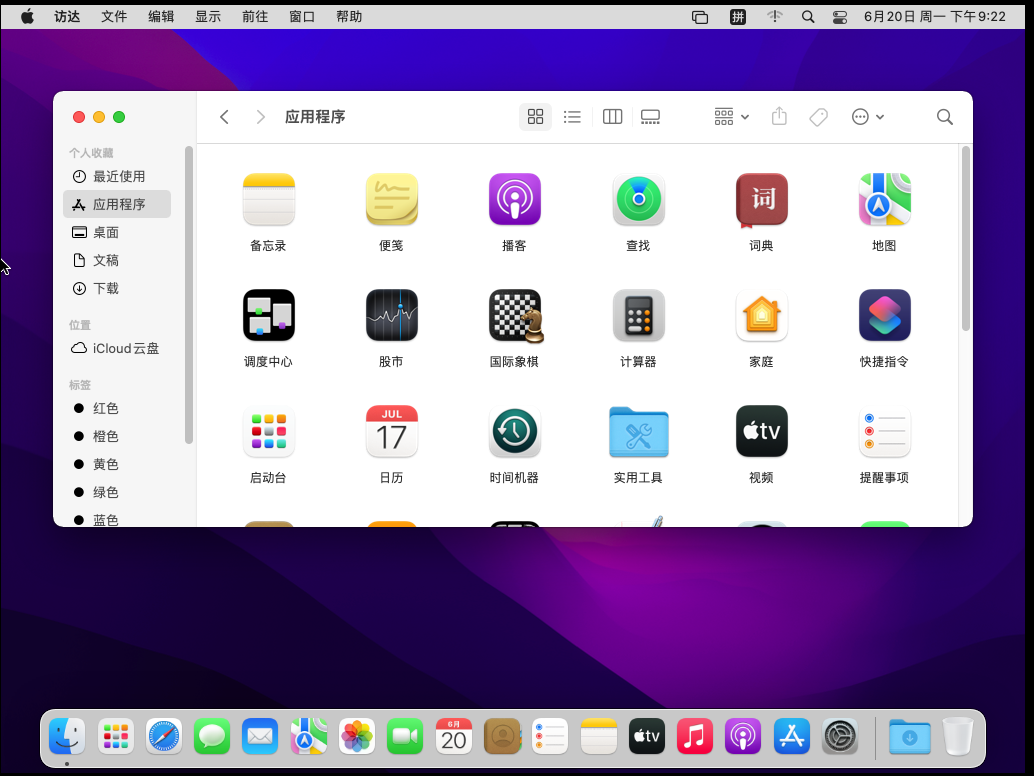 访达 文件 编辑 显示 前往 窗口 帮助 拼 6月20日 周一 下午9:22
应用程序
个人收藏
最近使用
应用程序
桌面
文稿
下载
位置
iCloud云盘
标签
红色
橙色
黄色
绿色
蓝色
词
备忘录 便笺 播客 查找 词典 地图
调度中心 股市 国际象棋 计算器 家庭 快捷指令
JUL
17
tv
启动台 日历 时间机器 实用工具 视频 提醒事项
6月
20
tv